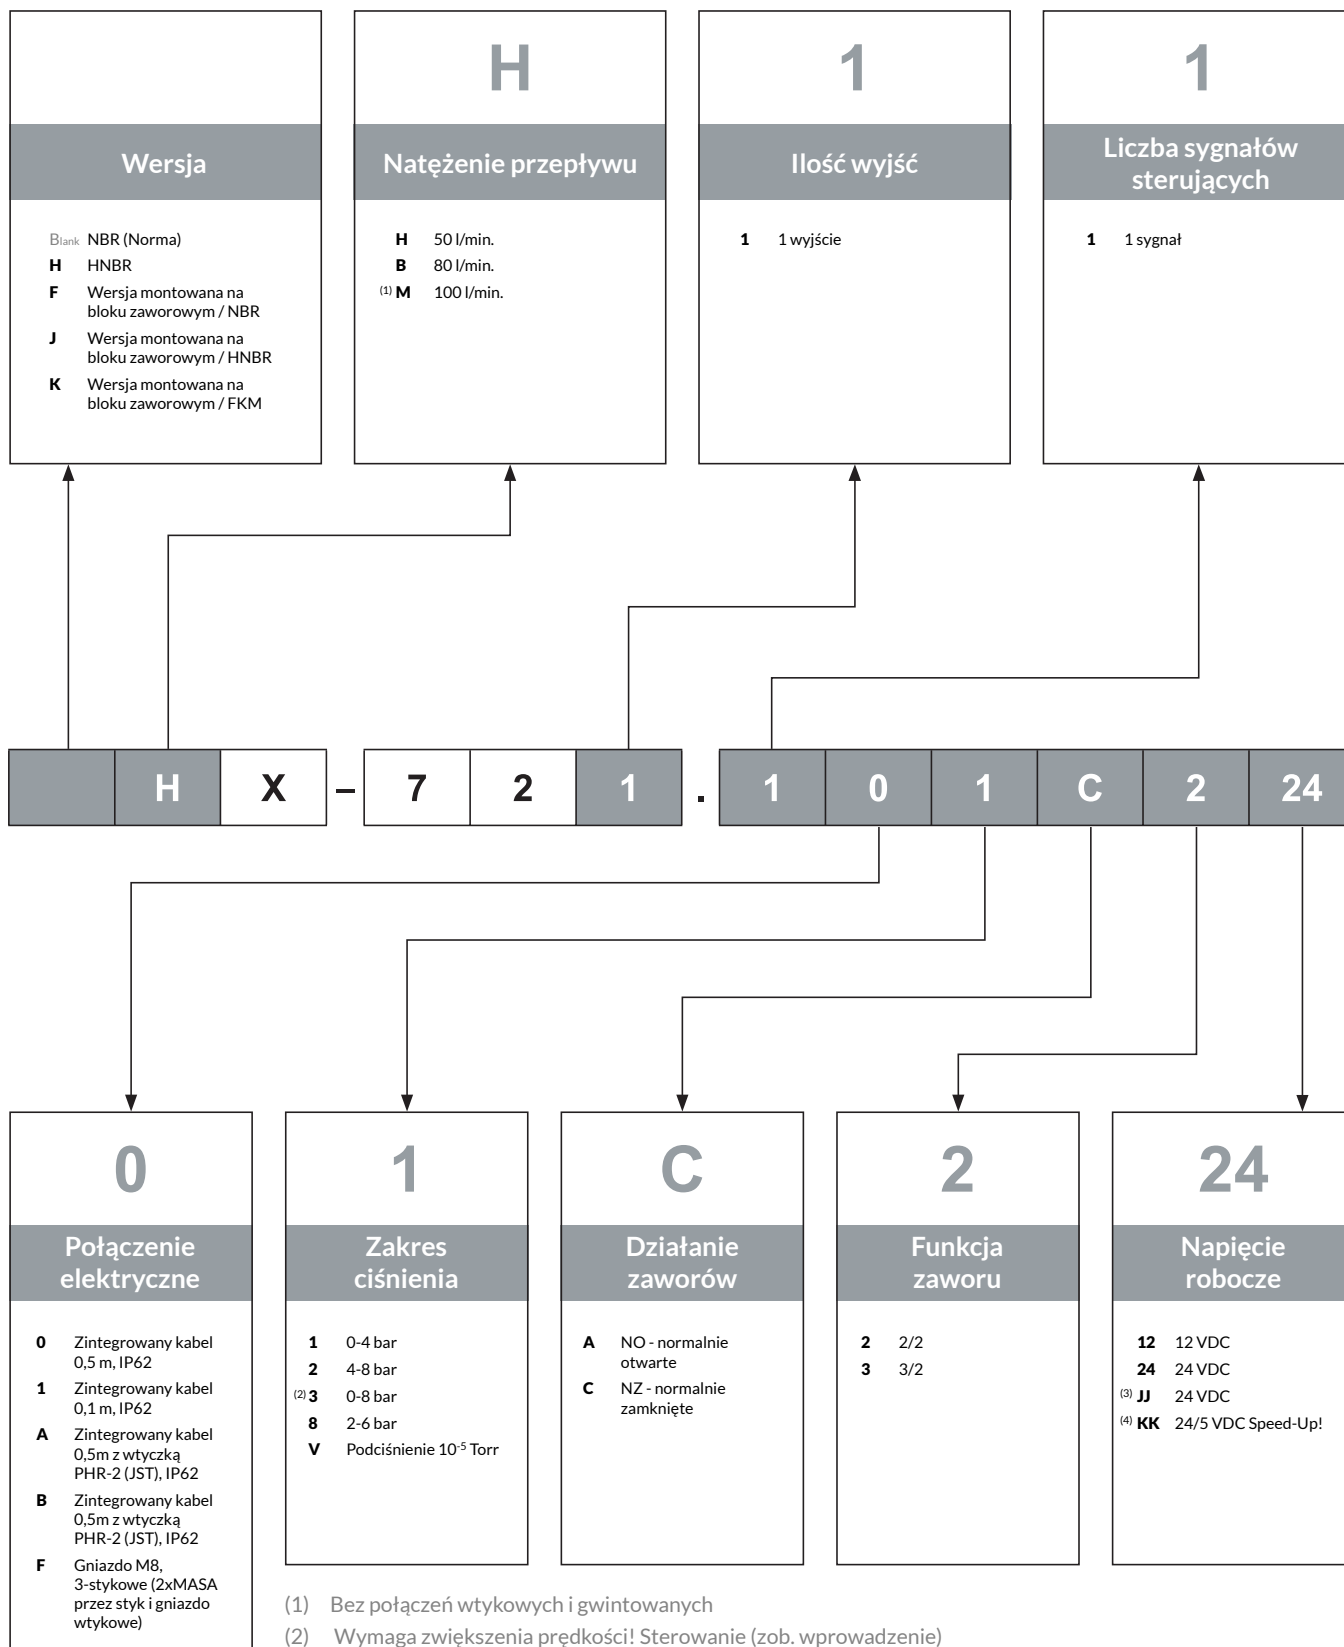 H
1
1
Wersja
Natężenie przepływu
Ilość wyjść
Liczba sygnałów
sterujących
Blank NBR (Norma)
H HNBR
F Wersja montowana na
bloku zaworowym / NBR
J Wersja montowana na
bloku zaworowym / HNBR
K Wersja montowana na
bloku zaworowym / FKM
H 50 l/min.
B 80 l/min.
(1) M 100 l/min.
1 1 wyjście
1 1 sygnał
H X – 7 2 1 . 1 0 1 C 2 24
0
Połączenie
elektryczne
0 Zintegrowany kabel
0,5 m, IP62
1 Zintegrowany kabel
0,1 m, IP62
A Zintegrowany kabel
0,5m z wtyczką
PHR-2 (JST), IP62
B Zintegrowany kabel
0,5m z wtyczką
PHR-2 (JST), IP62
F Gniazdo M8,
3-stykowe (2xMASA
przez styk i gniazdo
wtykowe)
1
Zakres
ciśnienia
1 0-4 bar
2 4-8 bar
(2) 3 0-8 bar
8 2-6 bar
V Podciśnienie 10-5 Torr
C
Działanie
zaworów
A NO - normalnie
otwarte
C NZ - normalnie
zamknięte
2
Funkcja
zaworu
2 2/2
3 3/2
24
Napięcie
robocze
12 12 VDC
24 24 VDC
(3) JJ 24 VDC
(4) KK 24/5 VDC Speed-Up!
(1) Bez połączeń wtykowych i gwintowanych
(2) Wymaga zwiększenia prędkości! Sterowanie (zob. wprowadzenie)